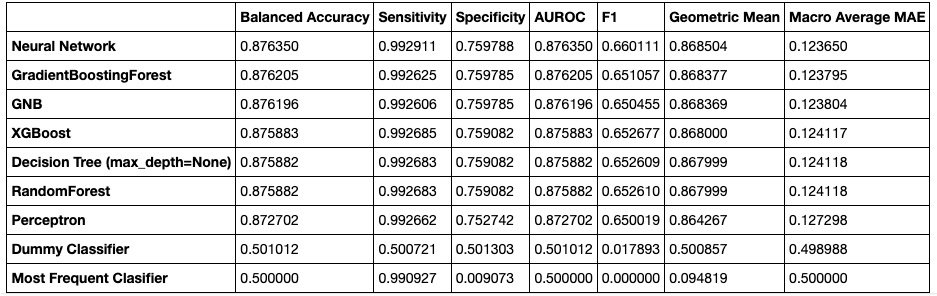 Balanced Accuracy Sensitivity Specificity AUROC F1 Geometric Mean Macro Average MAE
Neural Network 0.876350 0.992911 0.759788 0.876350 0.660111 0.868504 0.123650
GradientBoostingForest 0.876205 0.992625 0.759785 0.876205 0.651057 0.868377 0.123795
GNB 0.876196 0.992606 0.759785 0.876196 0.650455 0.868369 0.123804
XGBoost 0.875883 0.992685 0.759082 0.875883 0.652677 0.868000 0.124117
Decision Tree (max_depth=None) 0.875882 0.992683 0.759082 0.875882 0.652609 0.867999 0.124118
RandomForest 0.875882 0.992683 0.759082 0.875882 0.652610 0.867999 0.124118
Perceptron 0.872702 0.992662 0.752742 0.872702 0.650019 0.864267 0.127298
Dummy Classifier 0.501012 0.500721 0.501303 0.501012 0.017893 0.500857 0.498988
Most Frequent Clasifier 0.500000 0.990927 0.009073 0.500000 0.000000 0.094819 0.500000